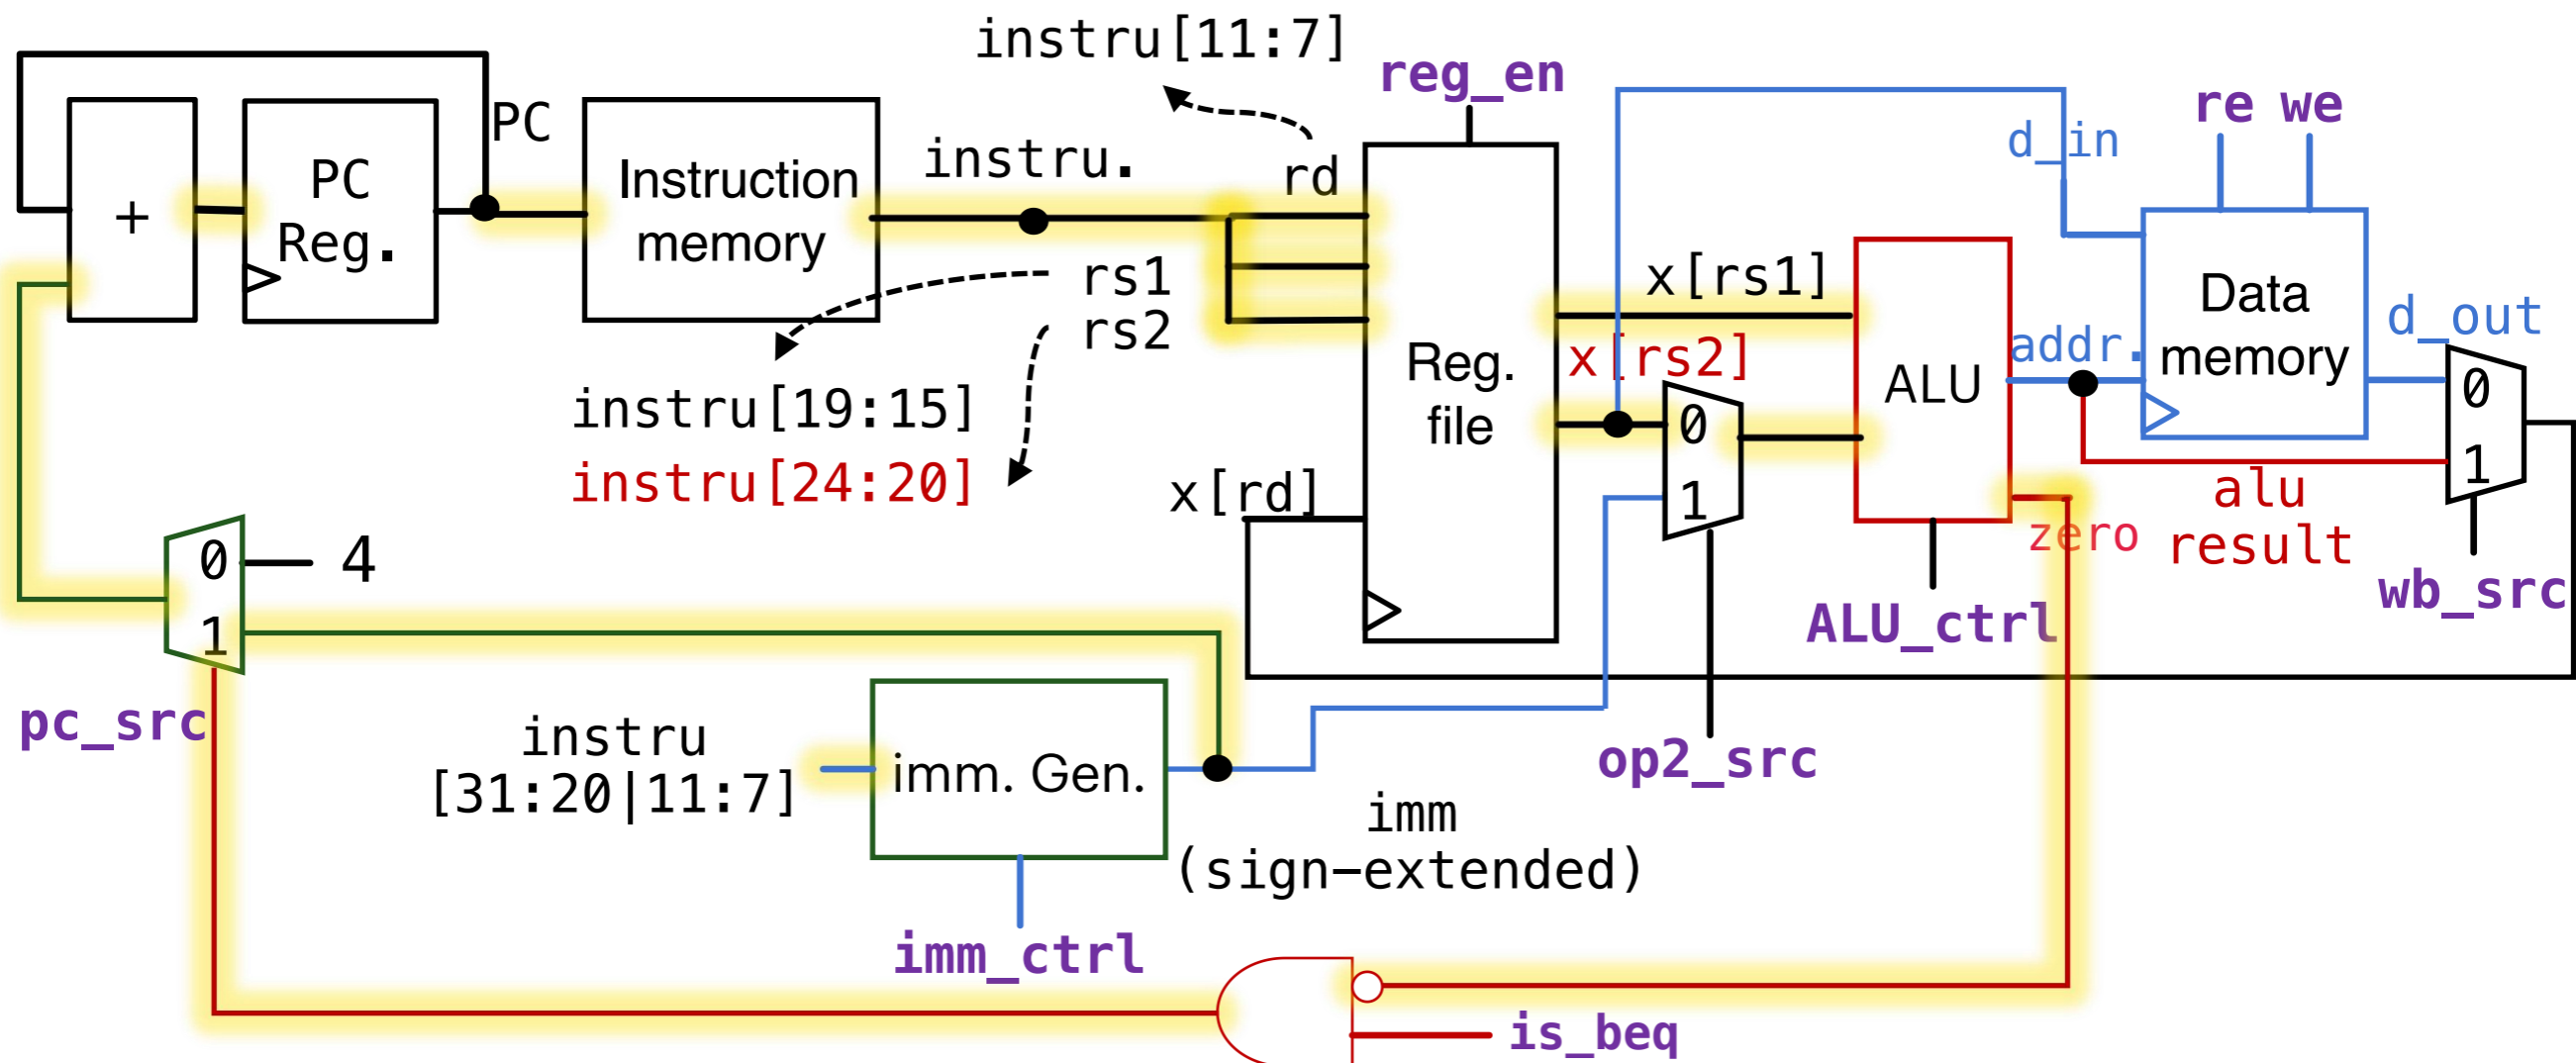 instru[11:7]
reg_en
re we
PC
d_in
instru.
rd
+
PC
Reg.
Instruction
memory
rs1
rs2
x[rs1]
x[rs2]
Reg.
file
0
1
ALU
addr.
Data
memory
d_out
0
1
instru[19:15]
instru[24:20]
x[rd]
zero
alu
result
wb_src
ALU_ctrl
0
1
4
pc_src
instru
[31:20|11:7]
imm. Gen.
op2_src
imm
(sign-extended)
imm_ctrl
is_beq